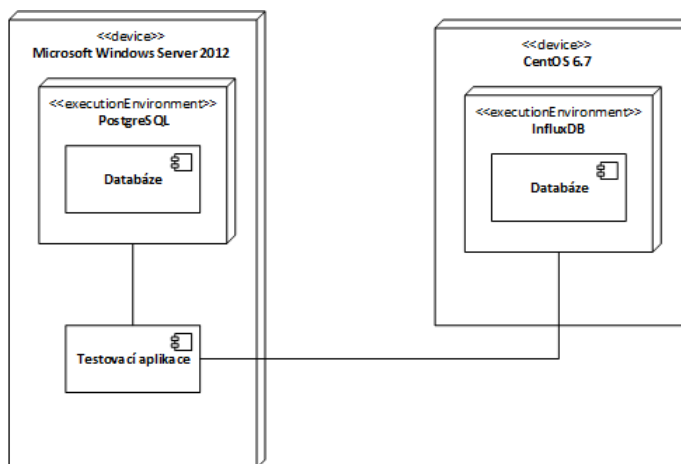 <<device>>
Microsoft Windows Server 2012
<<executionEnvironment>>
PostgreSQL
Databáze
Testovací aplikace
<<device>>
CentOS 6.7
<<executionEnvironment>>
InfluxDB
Databáze